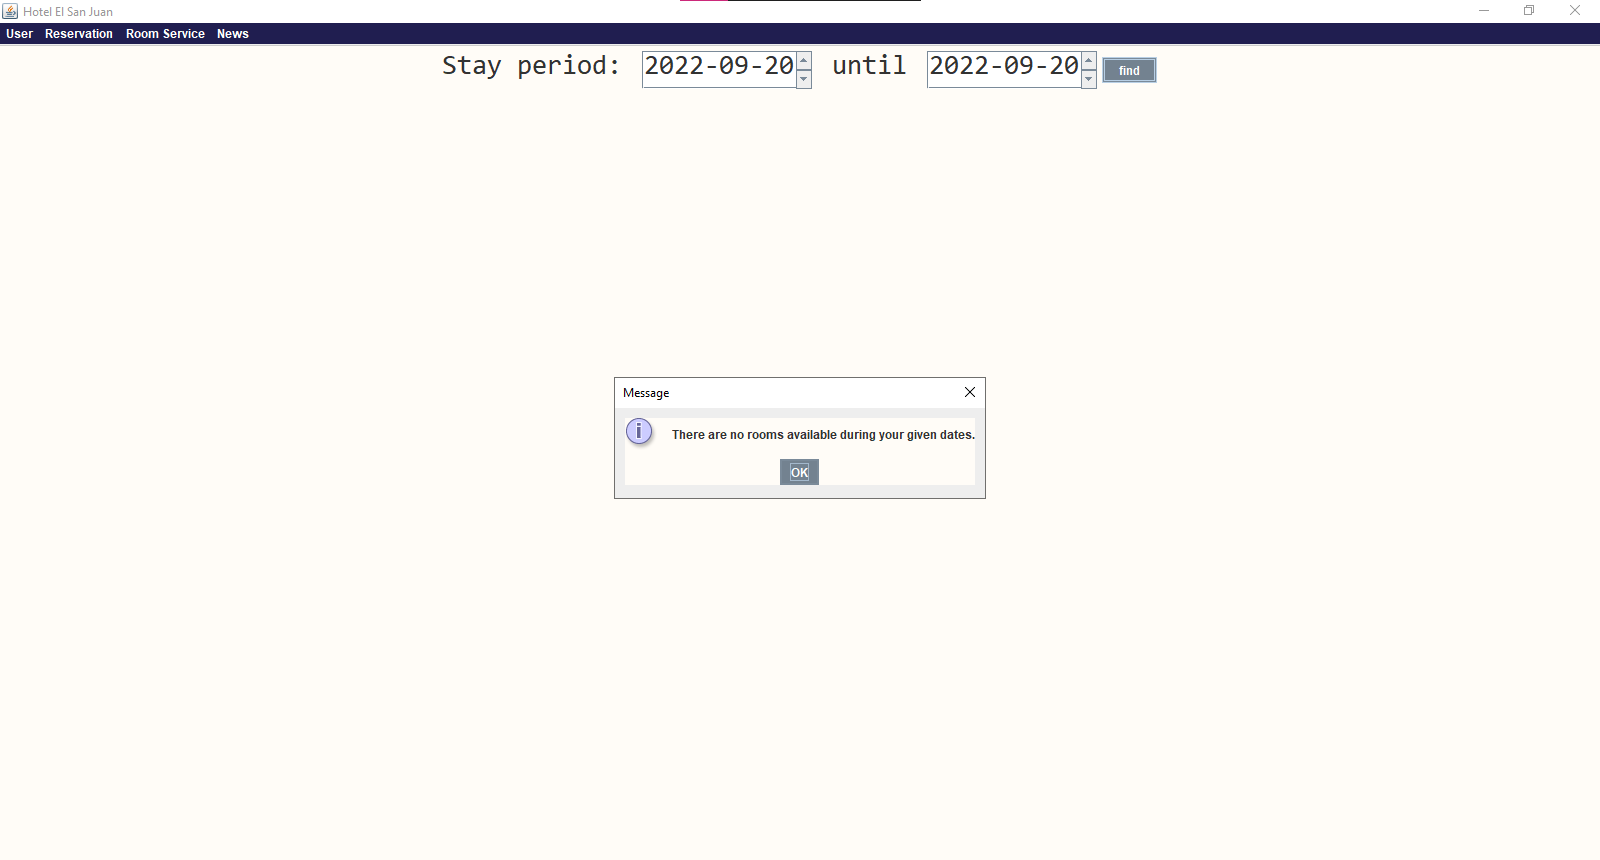 Hotel El San Juan
User Reservation Room Service News
Stay period: 2022-09-20 until 2022-09-20 find
Message
There are no rooms available during your given dates.
OK